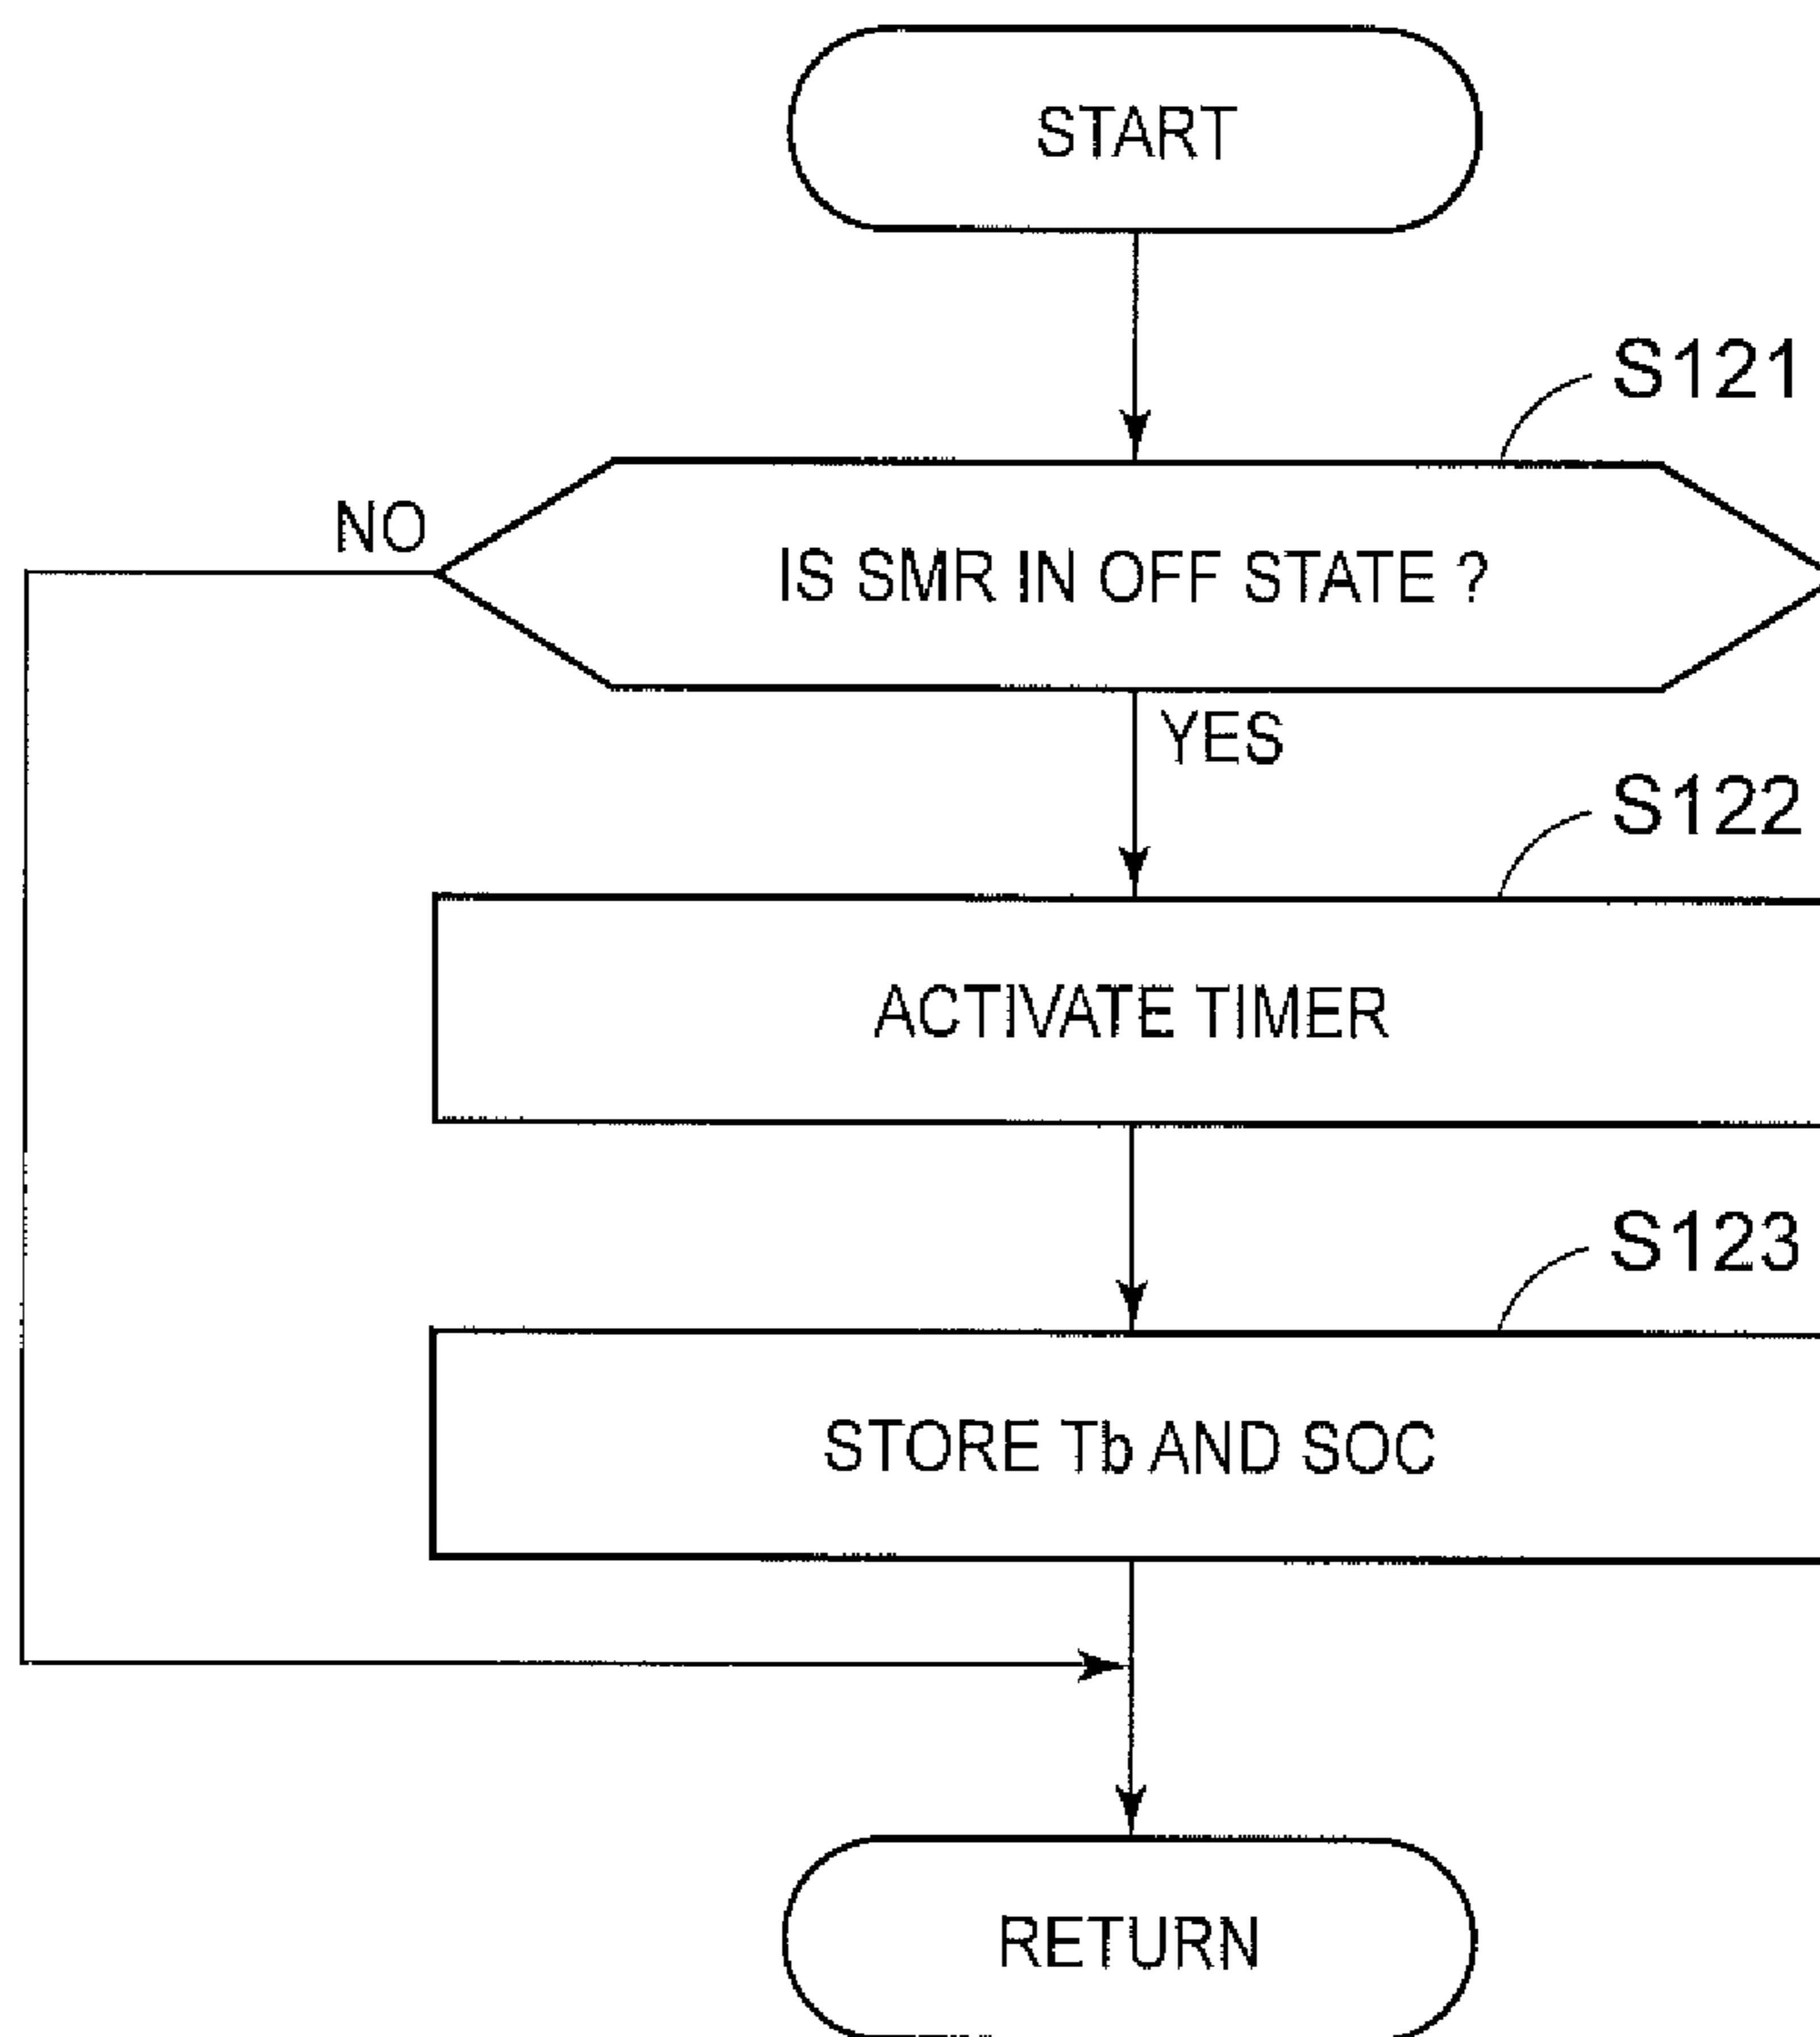 START
S121
NO
IS SMR IN OFF STATE ?
YES
S122
ACTIVATE TIMER
S123
STORE Tb AND SOC
RETURN